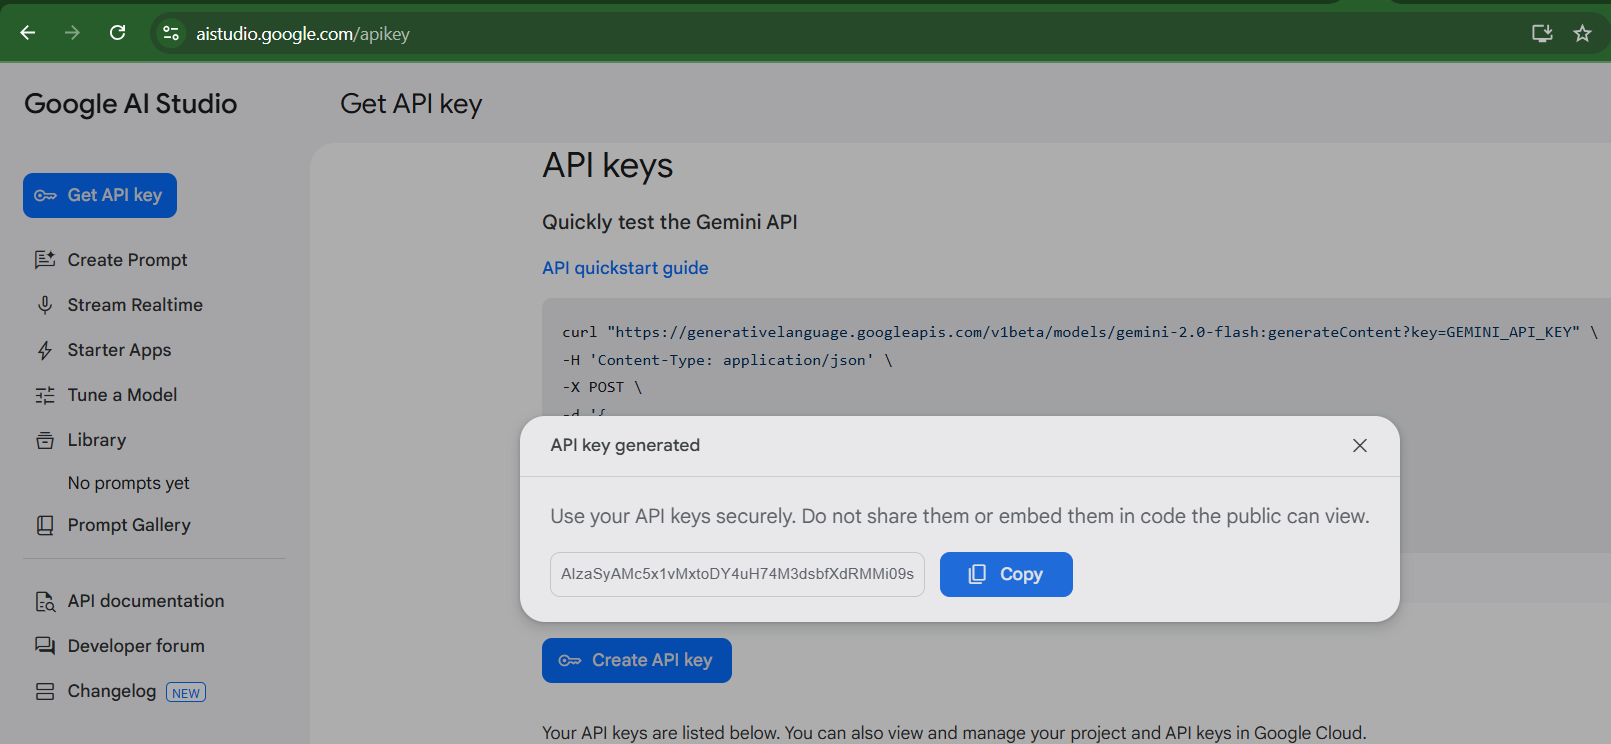 aistudio.google.com/apikey
Google AI Studio
Get API key
Get API key
Create Prompt
Stream Realtime
Starter Apps
Tune a Model
Library
No prompts yet
Prompt Gallery
API documentation
Developer forum
Changelog NEW
API keys
Quickly test the Gemini API
API quickstart guide
curl "https://generativelanguage.googleapis.com/v1beta/models/gemini-2.0-flash:generateContent?key=GEMINI_API_KEY" \
-H 'Content-Type: application/json' \
-X POST \
-d '{
API key generated
Use your API keys securely. Do not share them or embed them in code the public can view.
AIzaSyAMc5x1vMxtoDY4uH74M3dsbfXdRMMi09s
Copy
Create API key
Your API keys are listed below. You can also view and manage your project and API keys in Google Cloud.